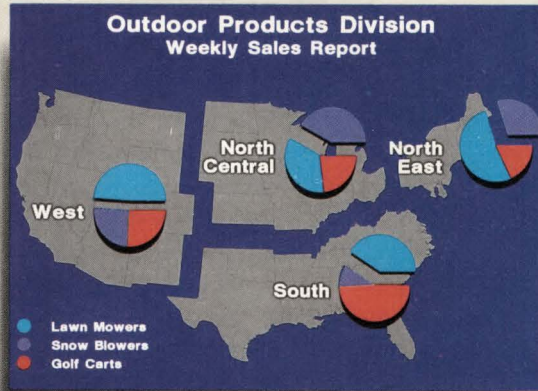 Outdoor Products Division
Weekly Sales Report
North
Central
North
East
West
South
Lawn Mowers
Snow Blowers
Golf Carts